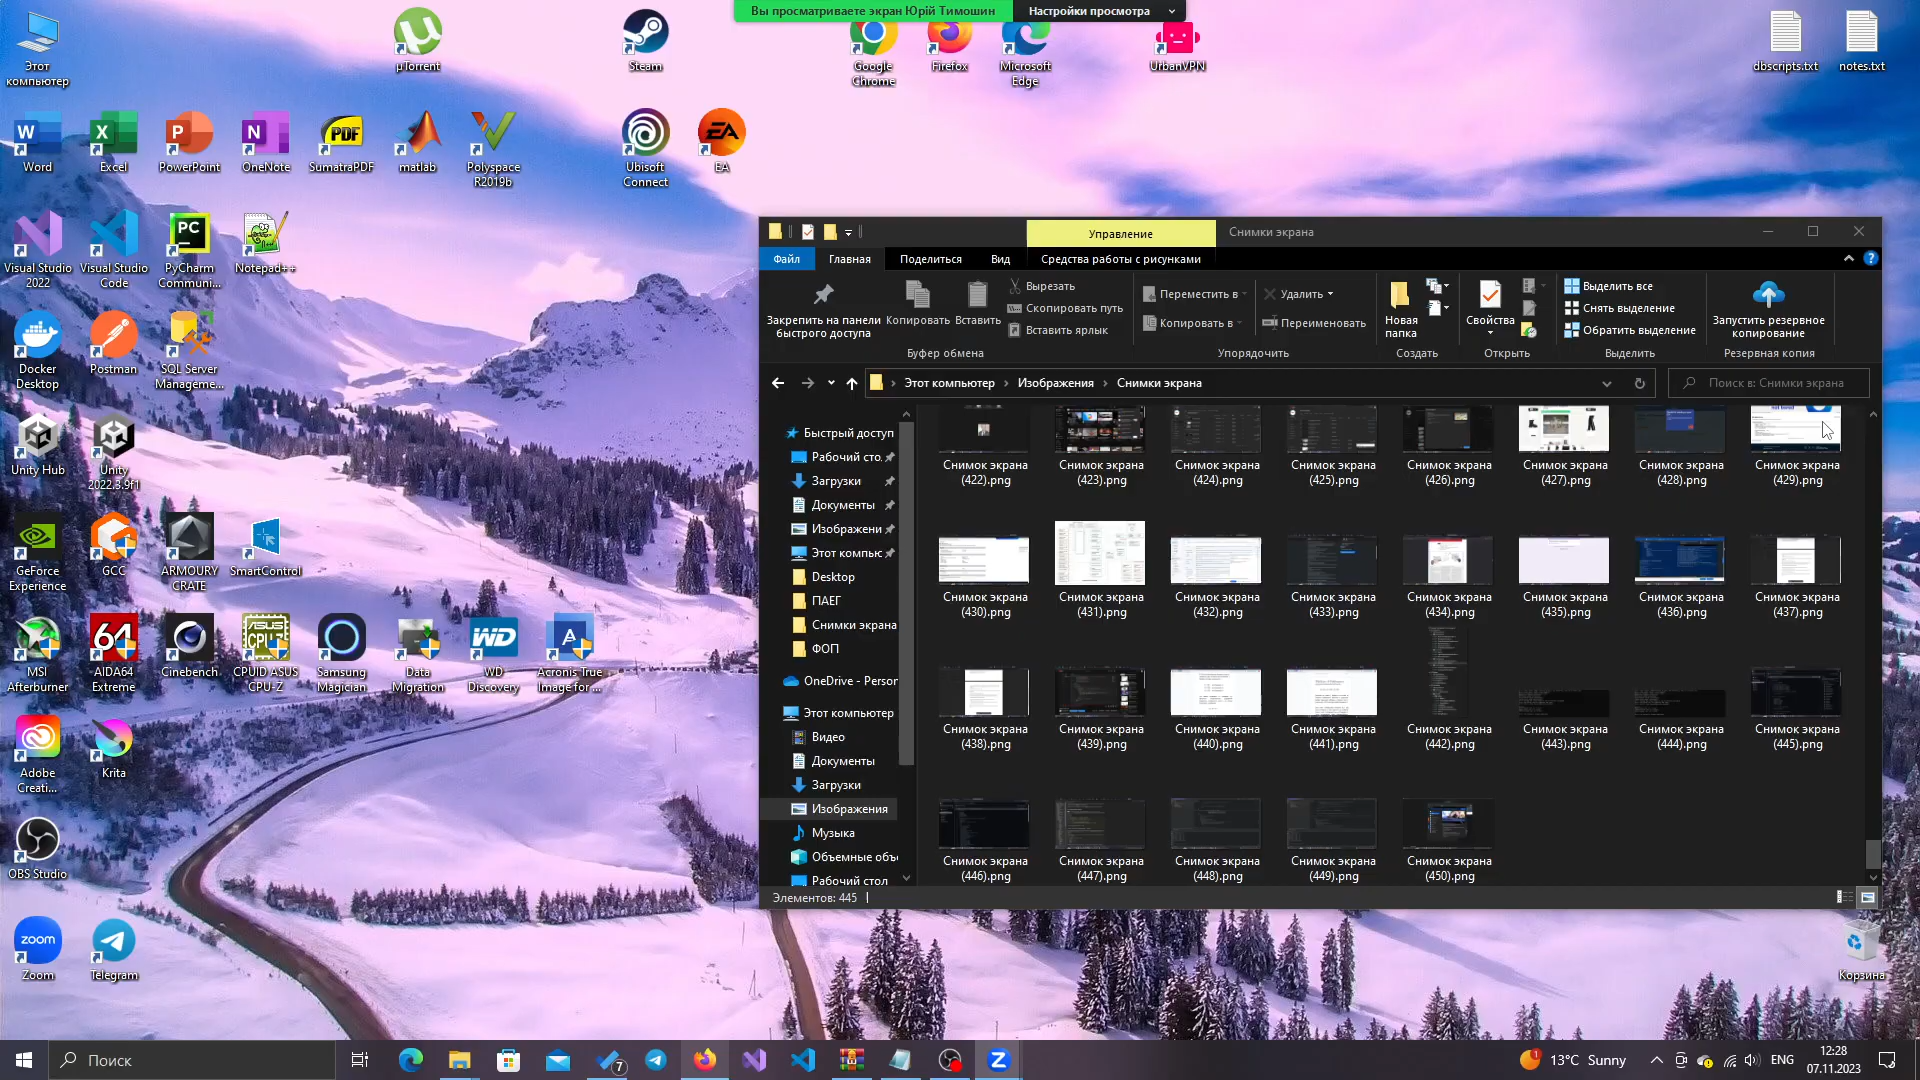 Вы просматриваете экран Юрій Тимошин
Настройки просмотра
Этот компьютер
µTorrent
Steam
Google Chrome
Firefox
Microsoft Edge
UrbanVPN
dbscripts.txt
notes.txt
Word
Excel
PowerPoint
OneNote
SumatraPDF
matlab
Polyspace R2019b
Ubisoft Connect
EA
Visual Studio 2022
Visual Studio Code
PyCharm Communi...
Notepad++
Docker Desktop
Postman
SQL Server Manageme...
Unity Hub
Unity 2022.3.9f1
GeForce Experience
GCC
ARMOURY CRATE
SmartControl
MSI Afterburner
AIDA64 Extreme
Cinebench
CPUID ASUS CPU-Z
Samsung Magician
Data Migration
WD Discovery
Acronis True Image for ...
Adobe Creati...
Krita
OBS Studio
Zoom
Telegram
Корзина
Управление
Снимки экрана
Файл
Главная
Поделиться
Вид
Средства работы с рисунками
Закрепить на панели быстрого доступа
Копировать
Вставить
Вырезать
Скопировать путь
Вставить ярлык
Буфер обмена
Переместить в
Копировать в
Удалить
Переименовать
Упорядочить
Новая папка
Создать
Свойства
Открыть
Выделить все
Снять выделение
Обратить выделение
Выделить
Запустить резервное копирование
Резервная копия
Этот компьютер
Изображения
Снимки экрана
Поиск в: Снимки экрана
Быстрый доступ
Рабочий сто.
Загрузки
Документы
Изображени
Этот компьк
Desktop
ПАЕГ
Снимки экрана
ФОП
OneDrive - Person
Этот компьютер
Видео
Документы
Загрузки
Изображения
Музыка
Объемные объе
Рабочий стол
Снимок экрана (422).png
Снимок экрана (423).png
Снимок экрана (424).png
Снимок экрана (425).png
Снимок экрана (426).png
Снимок экрана (427).png
Снимок экрана (428).png
Снимок экрана (429).png
Снимок экрана (430).png
Снимок экрана (431).png
Снимок экрана (432).png
Снимок экрана (433).png
Снимок экрана (434).png
Снимок экрана (435).png
Снимок экрана (436).png
Снимок экрана (437).png
Снимок экрана (438).png
Снимок экрана (439).png
Снимок экрана (440).png
Снимок экрана (441).png
Снимок экрана (442).png
Снимок экрана (443).png
Снимок экрана (444).png
Снимок экрана (445).png
Снимок экрана (446).png
Снимок экрана (447).png
Снимок экрана (448).png
Снимок экрана (449).png
Снимок экрана (450).png
Элементов: 445
Поиск
7
1
13°C Sunny
ENG
12:28
07.11.2023